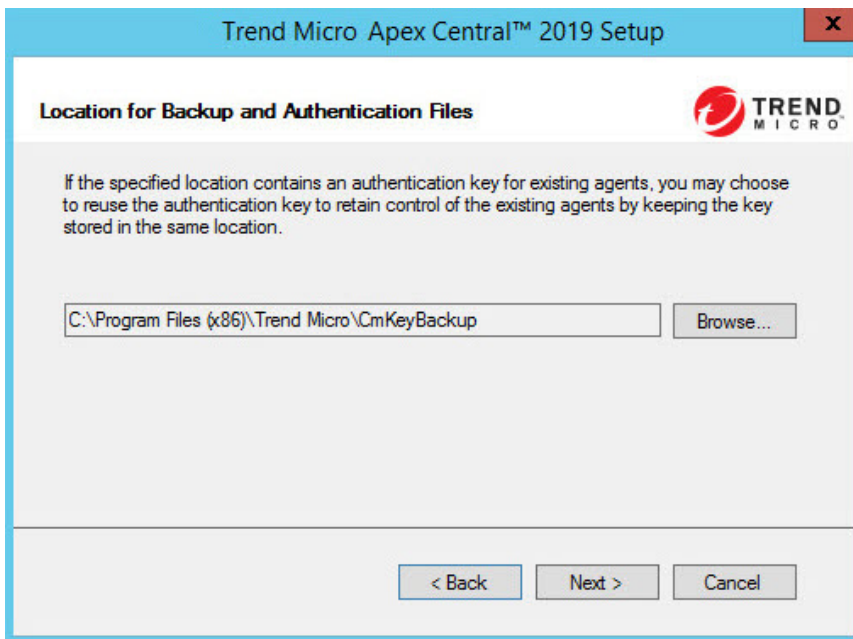 Trend Micro Apex Central™ 2019 Setup
x
Location for Backup and Authentication Files
TREND
MICRO
If the specified location contains an authentication key for existing agents, you may choose
to reuse the authentication key to retain control of the existing agents by keeping the key
stored in the same location.
C:\Program Files (x86)\Trend Micro\CmKeyBackup
Browse...
< Back
Next >
Cancel